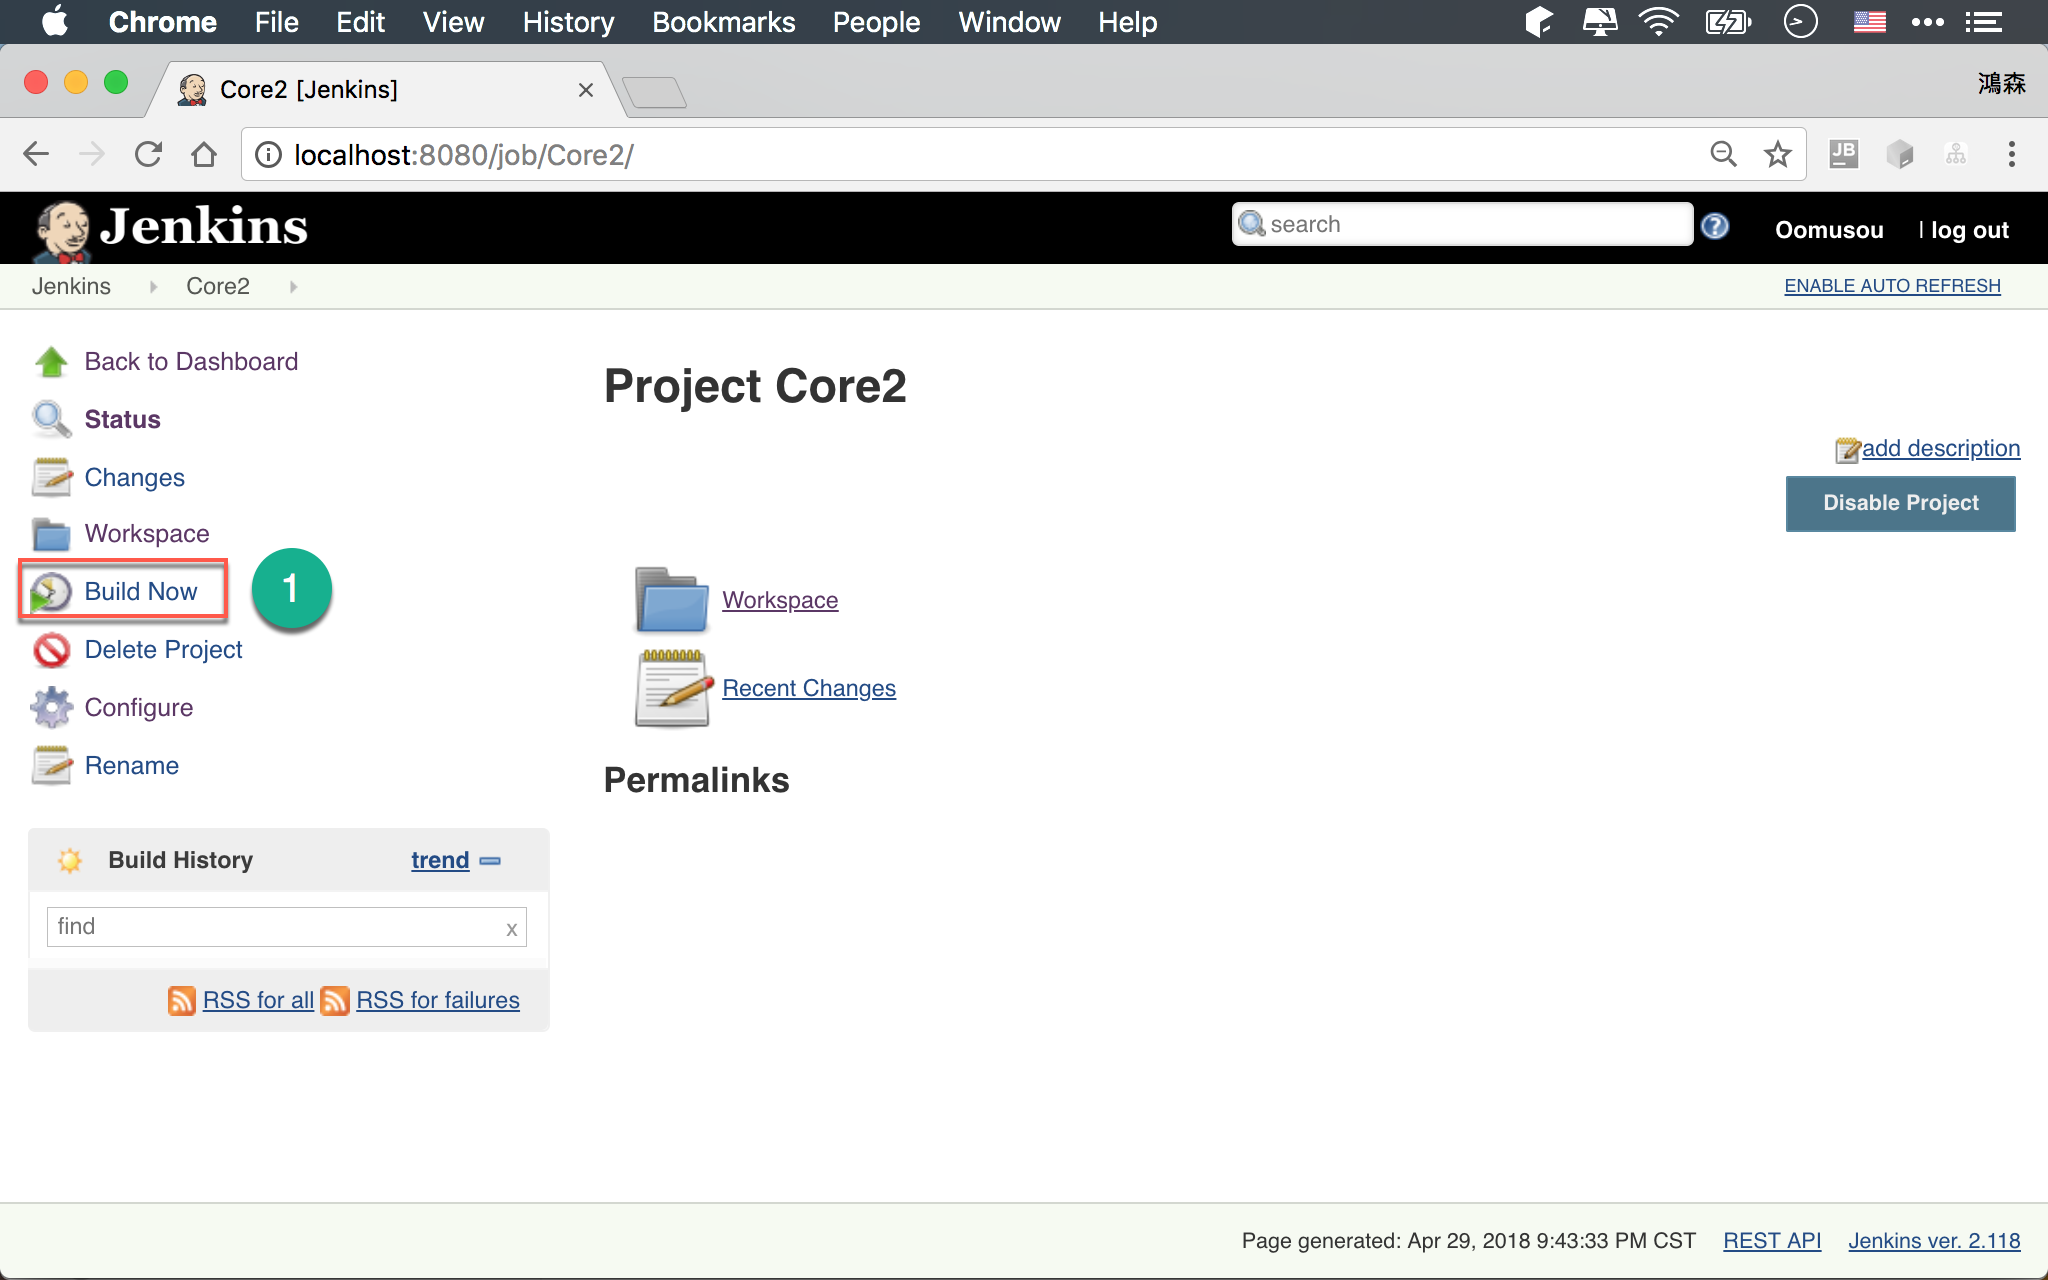 Chrome File Edit View History Bookmarks People Window Help
Core2 [Jenkins]
鴻森
localhost:8080/job/Core2/
JB
Jenkins
search
Oomusou
| log out
Jenkins
Core2
ENABLE AUTO REFRESH
Back to Dashboard
Status
Changes
Workspace
Build Now
1
Delete Project
Configure
Rename
Project Core2
add description
Disable Project
Workspace
Recent Changes
Permalinks
Build History
trend
find
x
RSS for all
RSS for failures
Page generated: Apr 29, 2018 9:43:33 PM CST
REST API
Jenkins ver. 2.118